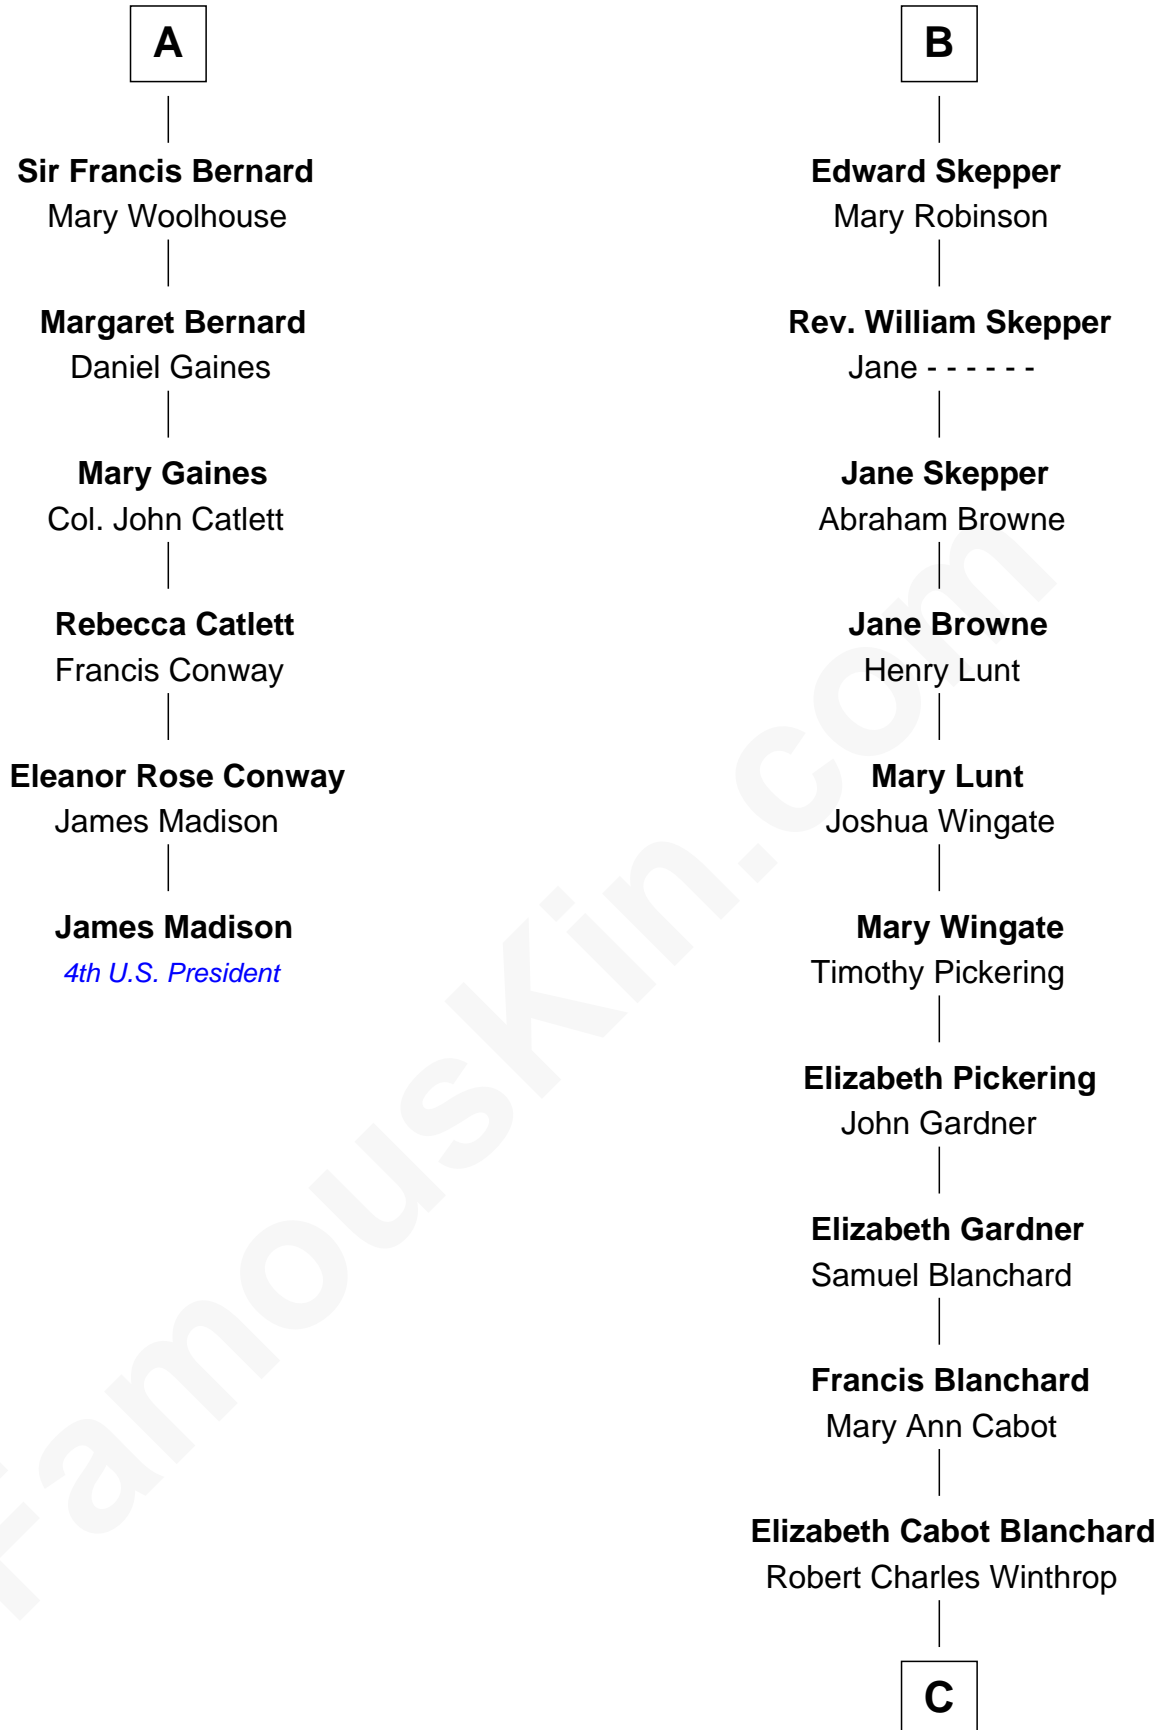 A
Sir Francis Bernard
Mary Woolhouse
Margaret Bernard
Daniel Gaines
Mary Gaines
Col. John Catlett
Rebecca Catlett
Francis Conway
Eleanor Rose Conway
James Madison
James Madison
4th U.S. President
B
Edward Skepper
Mary Robinson
Rev. William Skepper
Jane - - - - - -
Jane Skepper
Abraham Browne
Jane Browne
Henry Lunt
Mary Lunt
Joshua Wingate
Mary Wingate
Timothy Pickering
Elizabeth Pickering
John Gardner
Elizabeth Gardner
Samuel Blanchard
Francis Blanchard
Mary Ann Cabot
Elizabeth Cabot Blanchard
Robert Charles Winthrop
C
FamousKin.com